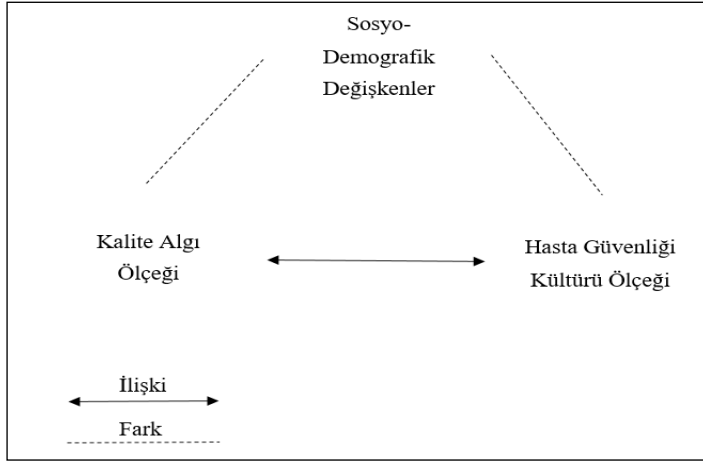 Sosyo-
Demografik
Değişkenler
Kalite Algı
Ölçeği
Hasta Güvenliği
Kültürü Ölçeği
İlişki
Fark